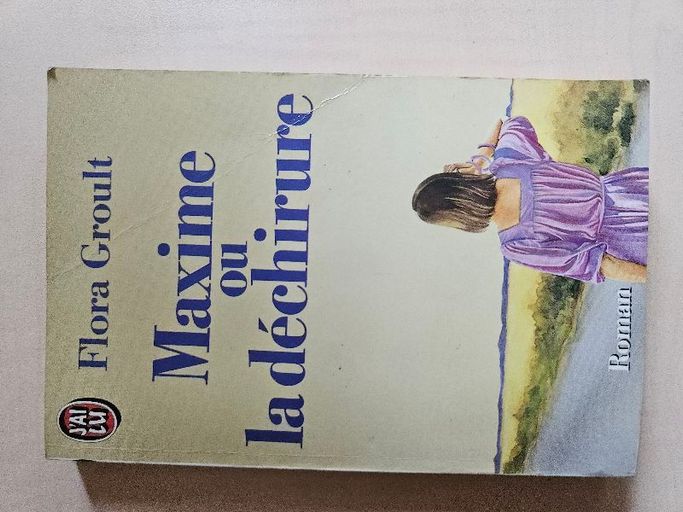 J'AI
LU
Flora Groult
Maxime
ou
la déchirure
Roman